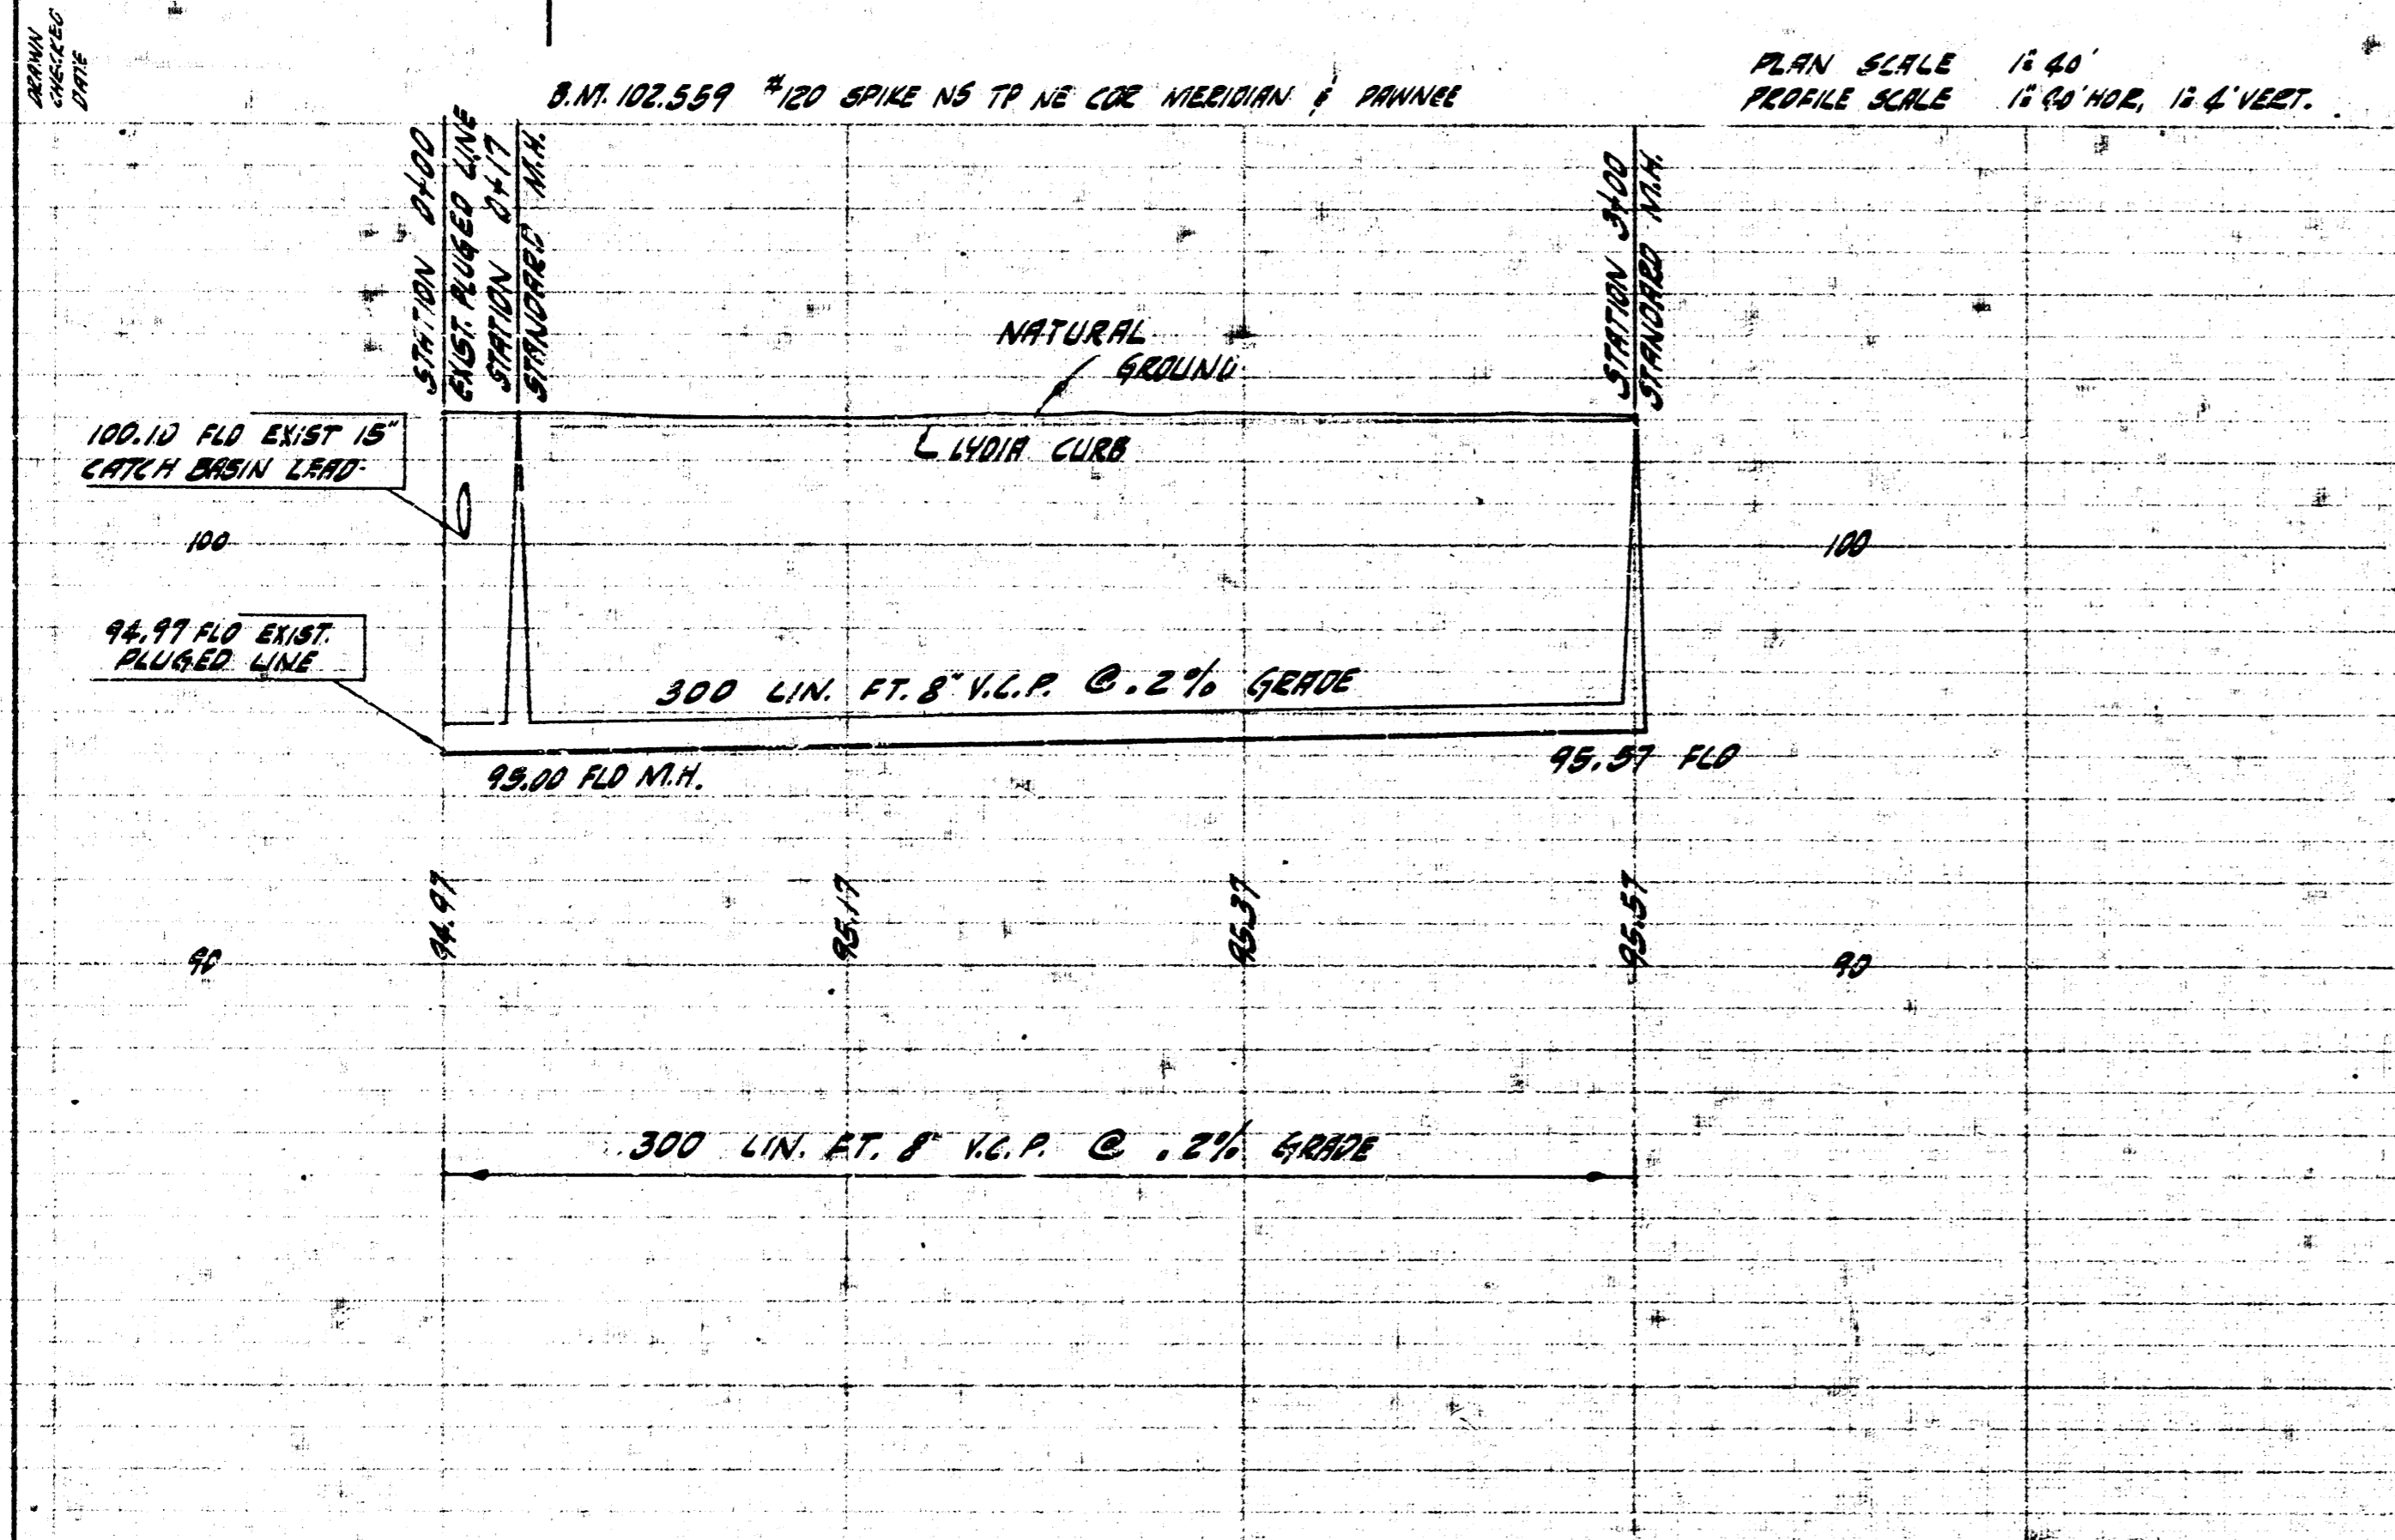 DRAWN
CHECKED
DATE
B.M. 102.559 #120 SPIKE NS TP NE COR MERIDIAN & PAWNEE
PLAN SCALE 1"= 40'
PROFILE SCALE 1"= 40' HOR, 1"= 4' VERT.
STATION 0+00
EXIST. PLUGED LINE
STATION 0+17
STANDARD M.H.
STATION 3+00
STANDARD M.H.
NATURAL
GROUND
LYDIA CURB
100.10 FLO EXIST 15"
CATCH BASIN LEAD
100
100
94.97 FLO EXIST.
PLUGED LINE
300 LIN. FT. 8" V.C.P. @ .2% GRADE
95.00 FLO M.H.
95.57 FLO
94.97
95.17
95.37
95.57
90
90
300 LIN. FT. 8" V.C.P. @ .2% GRADE